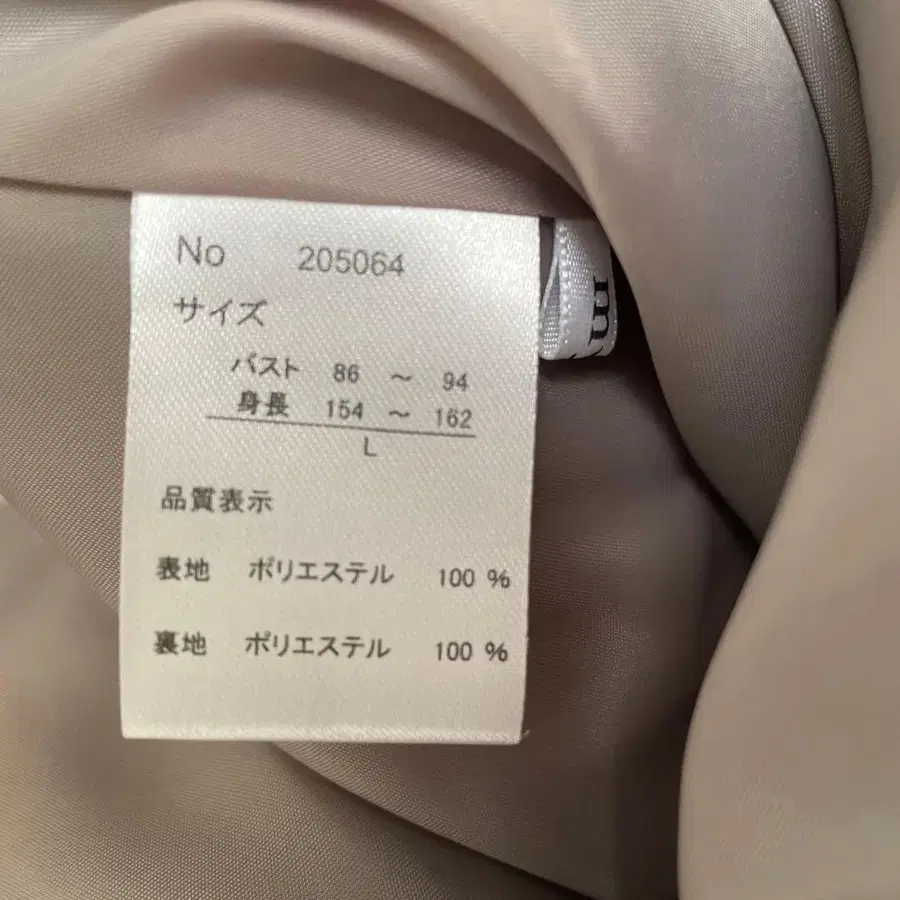 No 205064
サイズ
バスト 86 ～ 94
身長 154 ～ 162
L
品質表示
表地 ポリエステル 100 %
裏地 ポリエステル 100 %